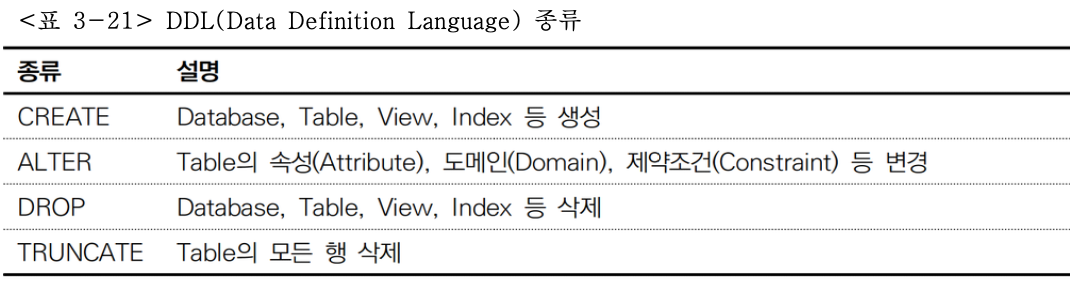 <표 3-21> DDL(Data Definition Language) 종류
종류 설명
CREATE Database, Table, View, Index 등 생성
ALTER Table의 속성(Attribute), 도메인(Domain), 제약조건(Constraint) 등 변경
DROP Database, Table, View, Index 등 삭제
TRUNCATE Table의 모든 행 삭제